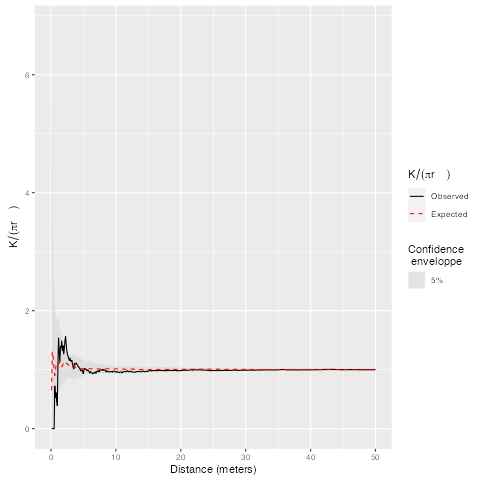 6
4
2
0
0
10
20
30
40
50
Distance (meters)
K/(πr )
K/(πr )
Observed
Expected
Confidence
enveloppe
5%